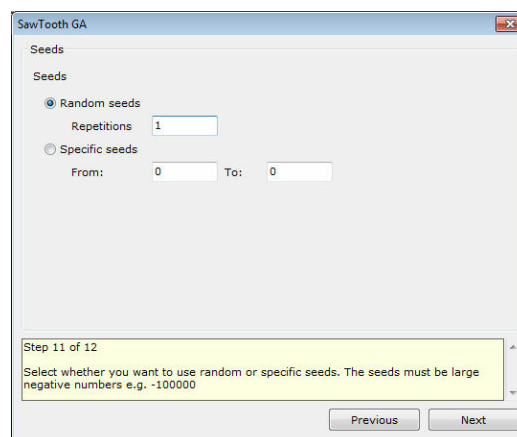 SawTooth GA
Seeds
Seeds
Random seeds
Repetitions 1
Specific seeds
From: 0 To: 0
Step 11 of 12
Select whether you want to use random or specific seeds. The seeds must be large
negative numbers e.g. -100000
Previous Next